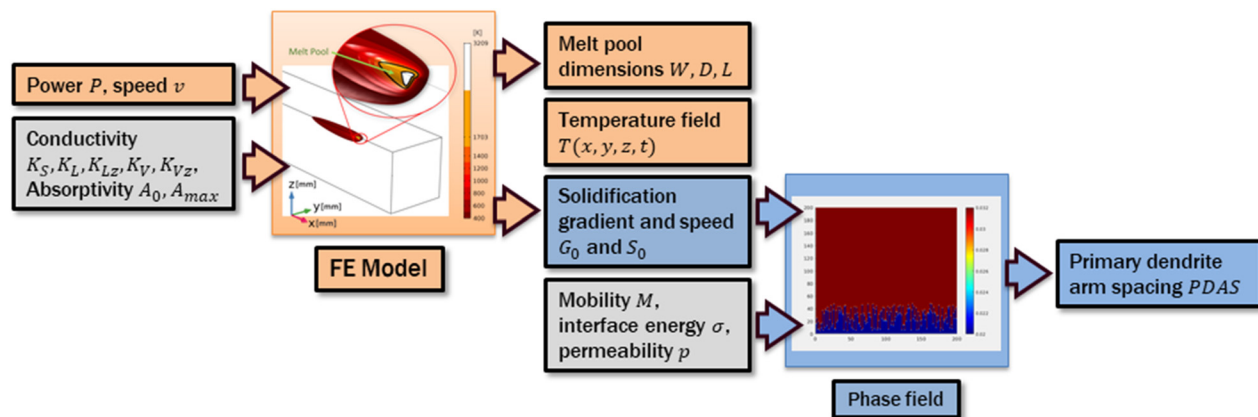 Power P, speed v
Conductivity
K_S, K_L, K_Lz, K_V, K_Vz,
Absorptivity A_0, A_max
Melt Pool
[K]
3209
1703
1400
1200
1000
800
600
400
z[mm]
y[mm]
x[mm]
FE Model
Melt pool
dimensions W, D, L
Temperature field
T(x, y, z, t)
Solidification
gradient and speed
G_0 and S_0
Mobility M,
interface energy σ,
permeability p
200
180
160
140
120
100
80
60
40
20
0
0 50 100 150 200
0.032
0.03
0.028
0.026
0.024
0.022
0.02
Phase field
Primary dendrite
arm spacing PDAS